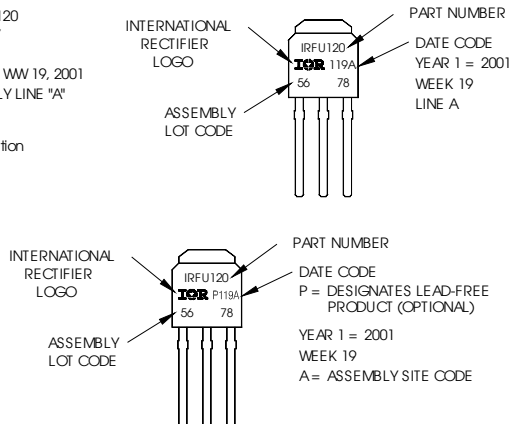 120
WW 19, 2001
LY LINE "A"
tion
INTERNATIONAL
RECTIFIER
LOGO
ASSEMBLY
LOT CODE
IRFU120
IOR 119A
56 78
PART NUMBER
DATE CODE
YEAR 1 = 2001
WEEK 19
LINE A
INTERNATIONAL
RECTIFIER
LOGO
ASSEMBLY
LOT CODE
IRFU120
IOR P119A
56 78
PART NUMBER
DATE CODE
P = DESIGNATES LEAD-FREE
PRODUCT (OPTIONAL)
YEAR 1 = 2001
WEEK 19
A = ASSEMBLY SITE CODE